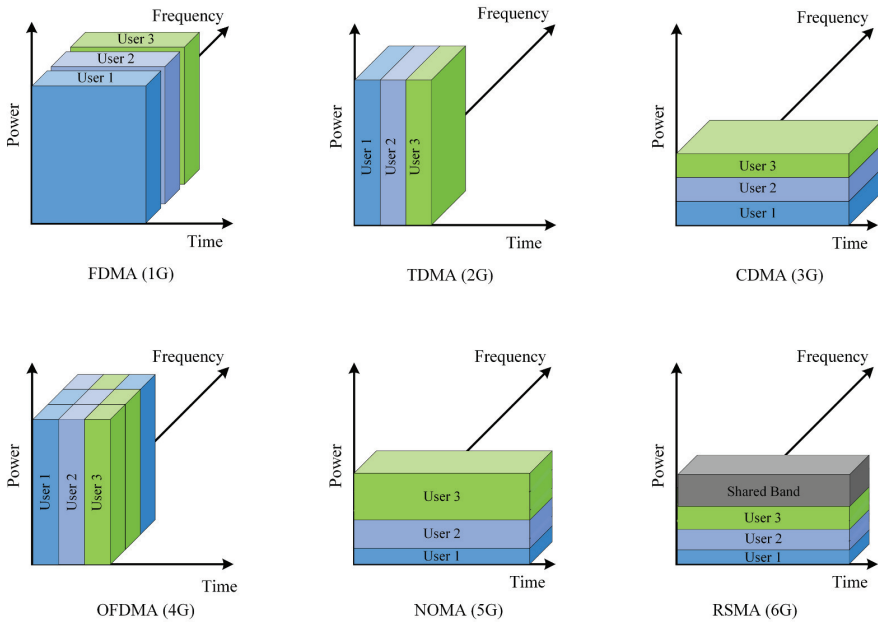 Frequency
User 3
User 2
User 1
Power
Time
FDMA (1G)
Frequency
User 1
User 2
User 3
Power
Time
TDMA (2G)
Frequency
User 3
User 2
User 1
Power
Time
CDMA (3G)
Frequency
User 1
User 2
User 3
Power
Time
OFDMA (4G)
Frequency
User 3
User 2
User 1
Power
Time
NOMA (5G)
Frequency
Shared Band
User 3
User 2
User 1
Power
Time
RSMA (6G)